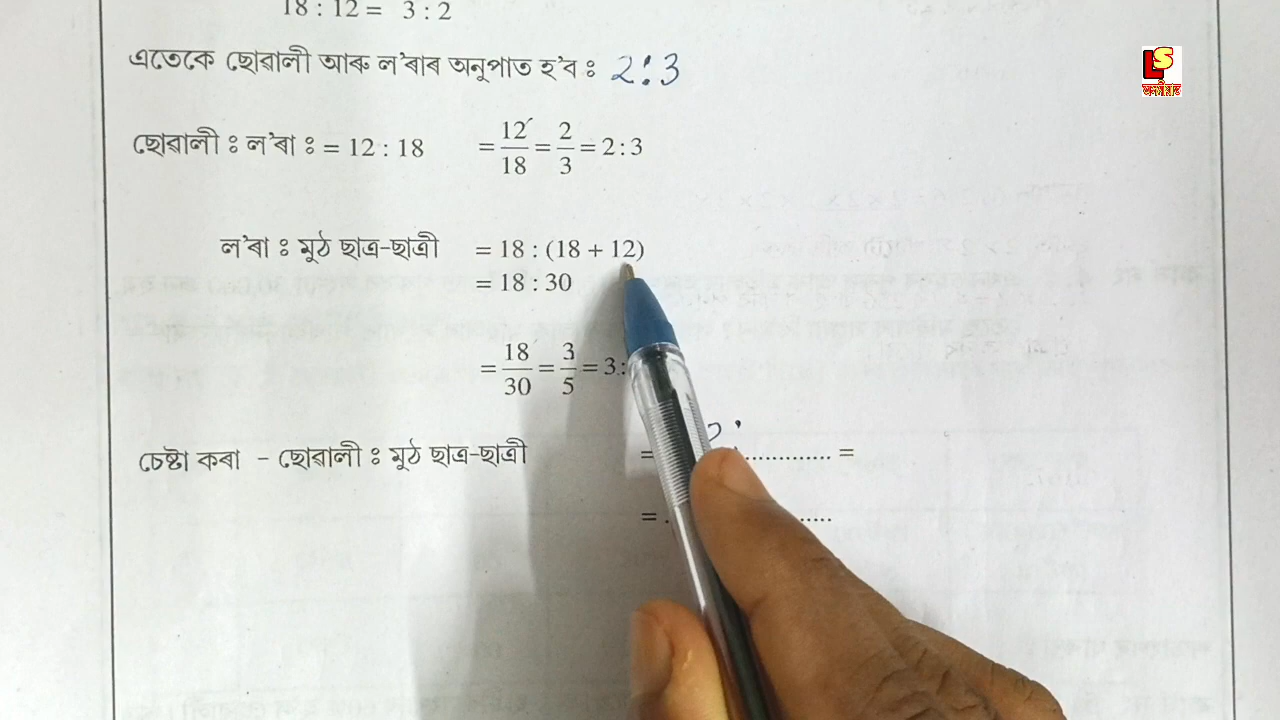 18 : 12 = 3 : 2
এতেকে ছোৱালী আৰু ল'ৰাৰ অনুপাত হ'ব : 2:3
ছোৱালী : ল'ৰা : = 12 : 18 = 12/18 = 2/3 = 2 : 3
ল'ৰা : মুঠ ছাত্ৰ-ছাত্ৰী = 18 : (18 + 12)
= 18 : 30
= 18/30 = 3/5 = 3 :
চেষ্টা কৰা - ছোৱালী : মুঠ ছাত্ৰ-ছাত্ৰী = ............. =
= . ......
LS